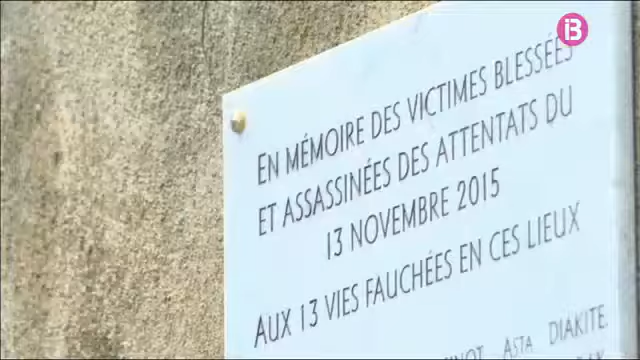 IB
EN MÉMOIRE DES VICTIMES BLESSÉES
ET ASSASSINÉES DES ATTENTATS DU
13 NOVEMBRE 2015
AUX 13 VIES FAUCHÉES EN CES LIEUX
ASTA DIAKITE